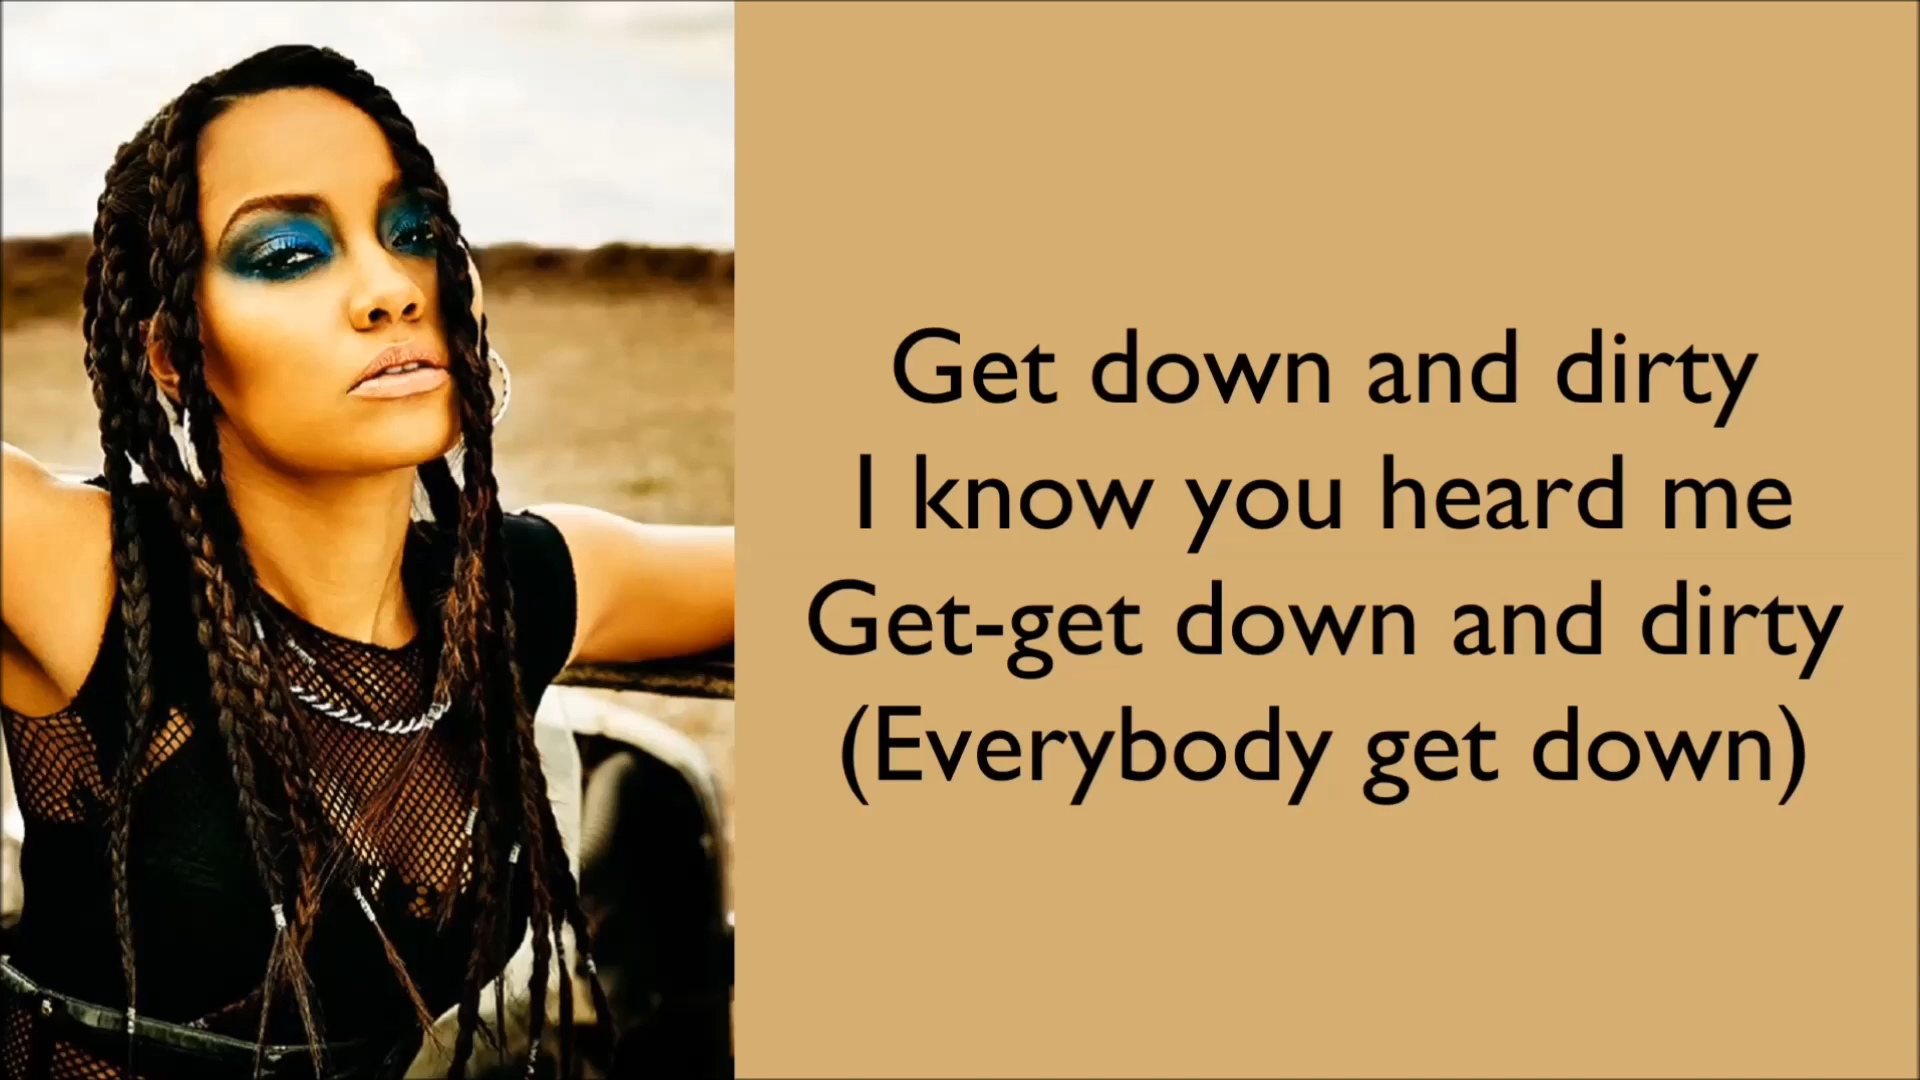 Get down and dirty
I know you heard me
Get-get down and dirty
(Everybody get down)